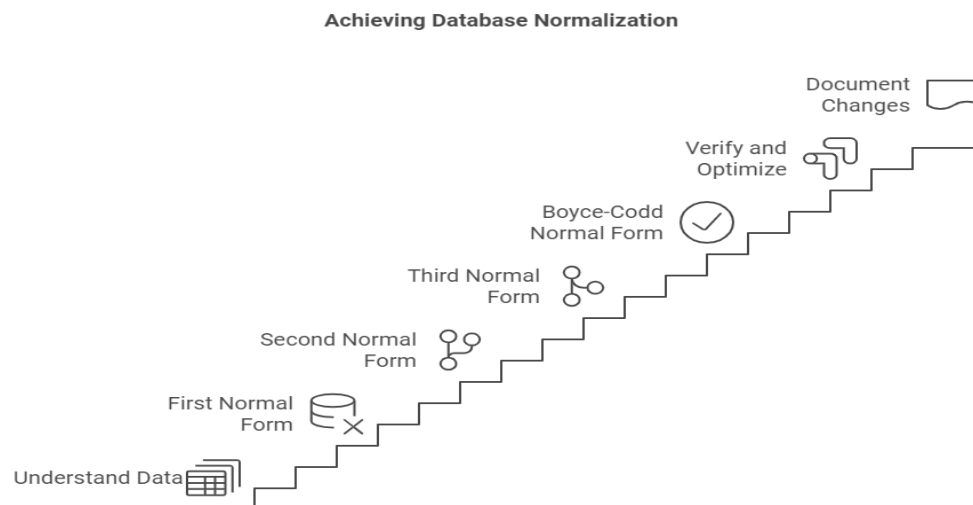 Achieving Database Normalization
Document
Changes
Verify and
Optimize
Boyce-Codd
Normal Form
Third Normal
Form
Second Normal
Form
First Normal
Form
Understand Data